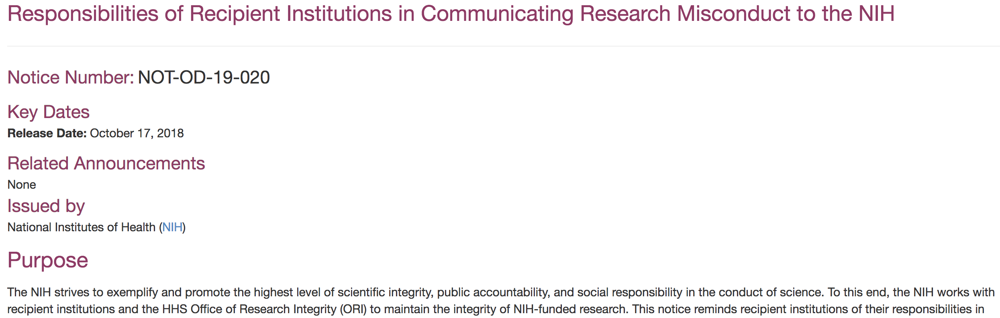 Responsibilities of Recipient Institutions in Communicating Research Misconduct to the NIH
Notice Number: NOT-OD-19-020
Key Dates
Release Date: October 17, 2018
Related Announcements
None
Issued by
National Institutes of Health (NIH)
Purpose
The NIH strives to exemplify and promote the highest level of scientific integrity, public accountability, and social responsibility in the conduct of science. To this end, the NIH works with
recipient institutions and the HHS Office of Research Integrity (ORI) to maintain the integrity of NIH-funded research. This notice reminds recipient institutions of their responsibilities in